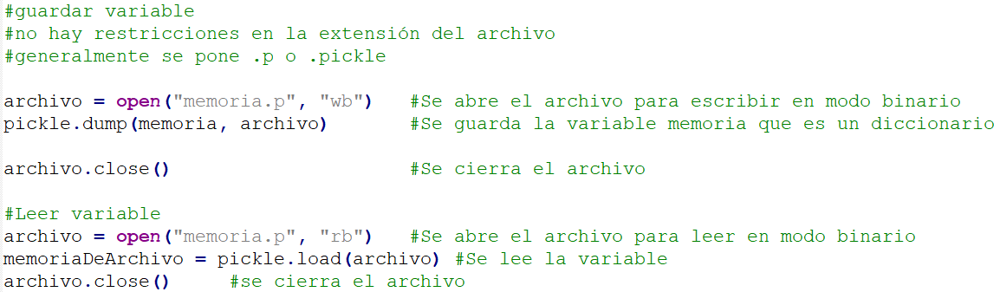 #guardar variable
#no hay restricciones en la extensión del archivo
#generalmente se pone .p o .pickle
archivo = open("memoria.p", "wb")   #Se abre el archivo para escribir en modo binario
pickle.dump(memoria, archivo)        #Se guarda la variable memoria que es un diccionario
archivo.close()                      #Se cierra el archivo
#Leer variable
archivo = open("memoria.p", "rb")   #Se abre el archivo para leer en modo binario
memoriaDeArchivo = pickle.load(archivo) #Se lee la variable
archivo.close()     #se cierra el archivo